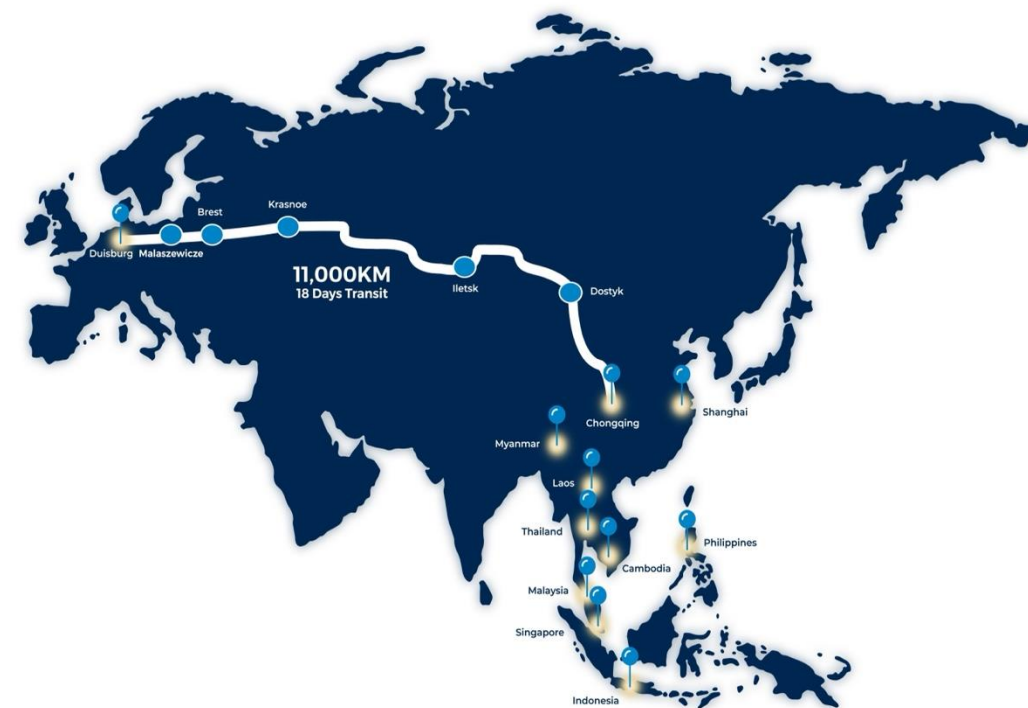 Krasnoe
Brest
Duisburg
Malaszewicze
11,000KM
18 Days Transit
Iletsk
Dostyk
Chongqing
Shanghai
Myanmar
Laos
Thailand
Philippines
Cambodia
Malaysia
Singapore
Indonesia